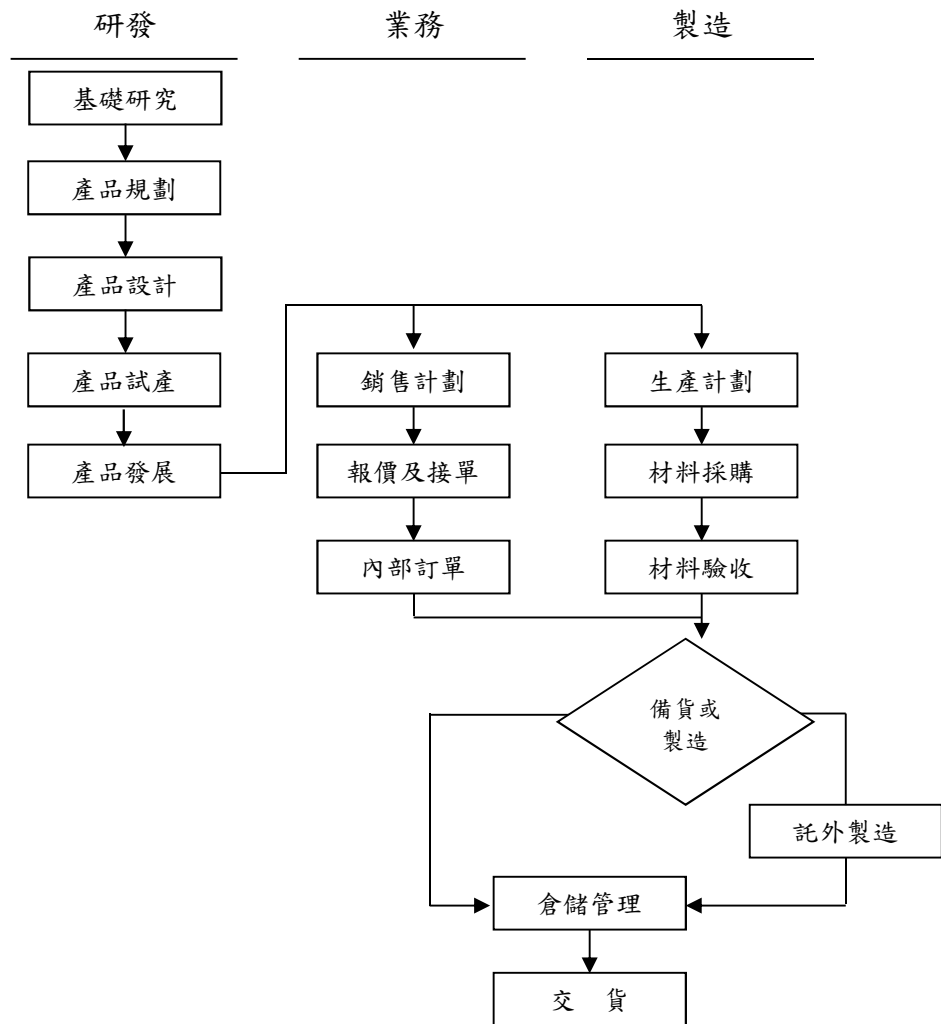 研發
業務
製造
基礎研究
產品規劃
產品設計
產品試產
產品發展
銷售計劃
報價及接單
內部訂單
生產計劃
材料採購
材料驗收
備貨或
製造
託外製造
倉儲管理
交 貨